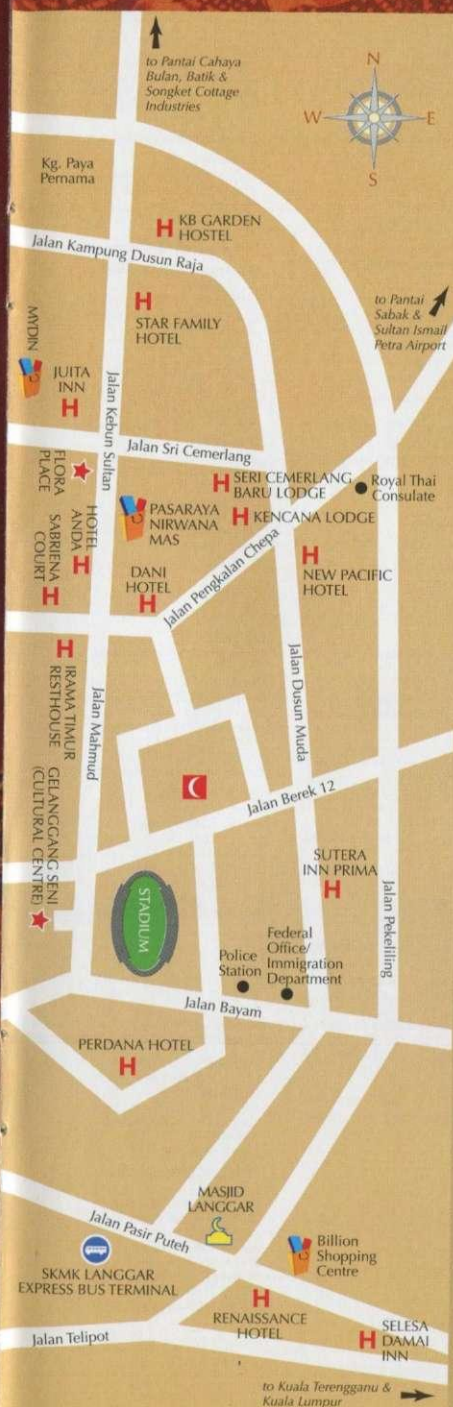 to Pantai Cahaya
Bulan, Batik &
Songket Cottage
Industries
N
W
E
S
Kg. Paya
Pernama
H
KB GARDEN
HOSTEL
Jalan Kampung Dusun Raja
H
STAR FAMILY
HOTEL
to Pantai
Sabak &
Sultan Ismail
Petra Airport
MYDIN
JUITA
INN
H
Jalan Kebun Sultan
Jalan Sri Cemerlang
FLORA
PLACE
H
SERI CEMERLANG
BARU LODGE
Royal Thai
Consulate
PASARAYA
NIRWANA
MAS
H
KENCANA LODGE
HOTEL
ANDA
H
SABRIENA
COURT
H
DANI
HOTEL
H
Jalan Pengkalan Chepa
H
NEW PACIFIC
HOTEL
H
IRAMA TIMUR
RESTHOUSE
Jalan Mahmud
Jalan Dusun Muda
GELANGGANG SENI
(CULTURAL CENTRE)
Jalan Berek 12
STADIUM
SUTERA
INN PRIMA
H
Jalan Pekeliling
Police
Station
Federal
Office/
Immigration
Department
Jalan Bayam
PERDANA HOTEL
H
MASJID
LANGGAR
Jalan Pasir Puteh
SKMK LANGGAR
EXPRESS BUS TERMINAL
Billion
Shopping
Centre
H
RENAISSANCE
HOTEL
H
SELESA
DAMAI
INN
Jalan Telipot
to Kuala Terengganu &
Kuala Lumpur